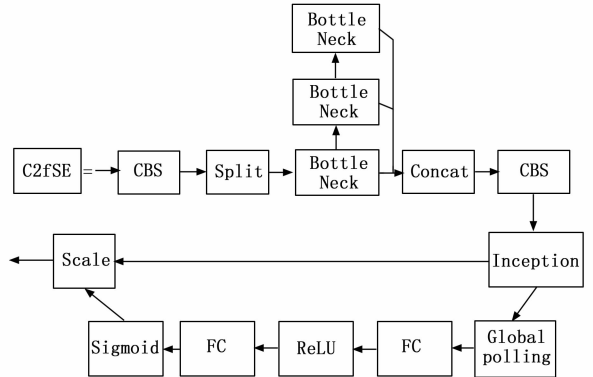 Bottle
Neck
Bottle
Neck
C2fSE
=
CBS
Split
Bottle
Neck
Concat
CBS
Scale
Inception
Sigmoid
FC
ReLU
FC
Global
polling